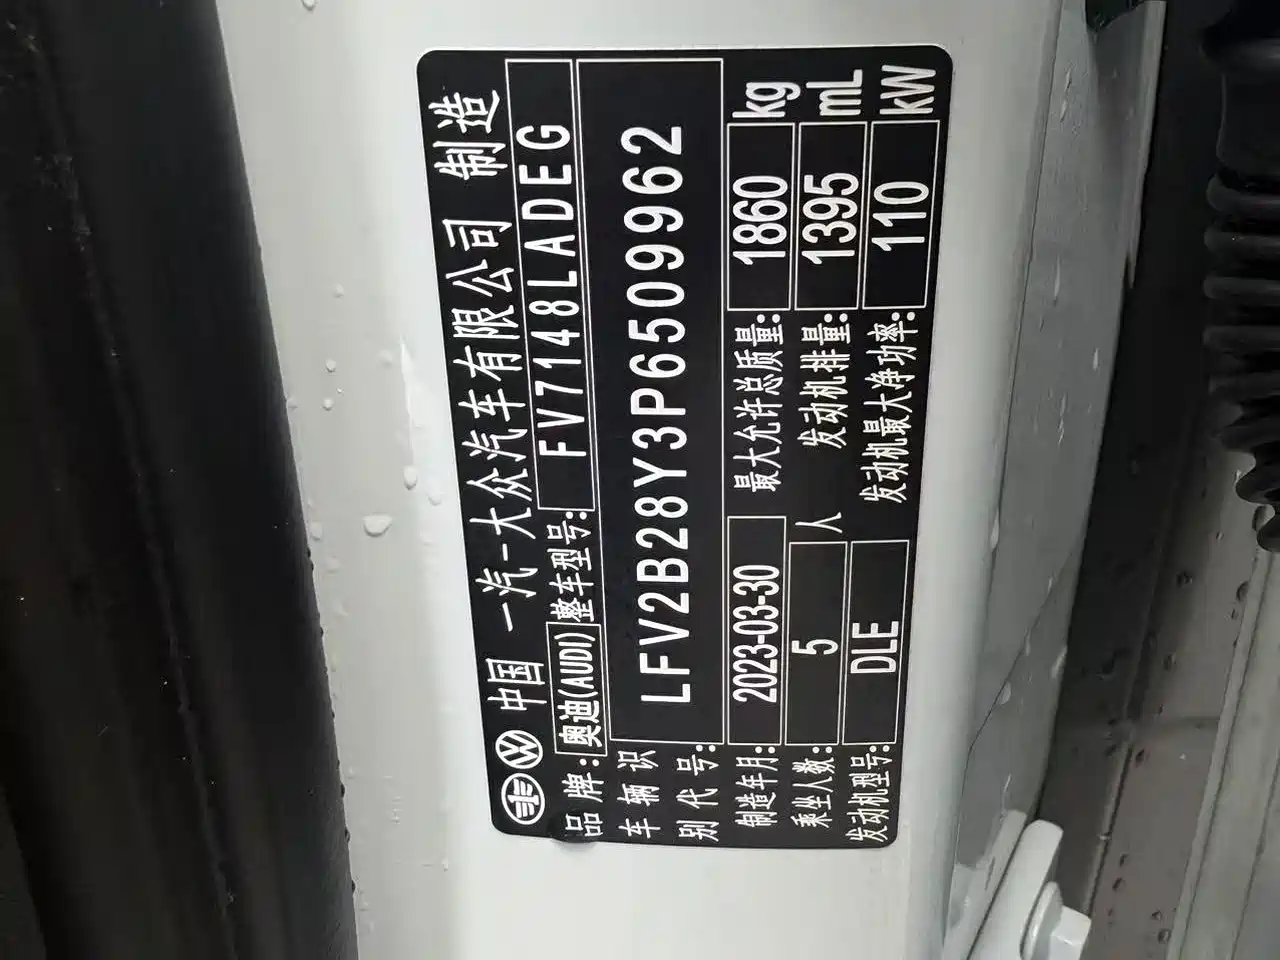 中国 一汽-大众汽车有限公司 制造
品牌: 奥迪(AUDI) 整车型号: FV7148LADEG
车辆识别代号: LFV2B28Y3P6509962
制造年月: 2023-03-30 最大允许总质量: 1860 kg
乘坐人数: 5 人 发动机排量: 1395 mL
发动机型号: DLE 发动机最大净功率: 110 kW